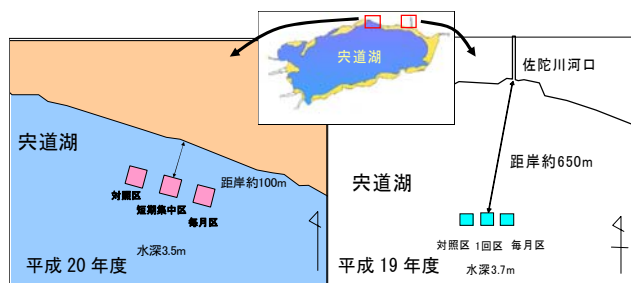 宍道湖
宍道湖
距岸約100m
対照区
短期集中区
毎月区
水深3.5m
平成20年度
佐陀川河口
距岸約650m
宍道湖
対照区 1回区 毎月区
水深3.7m
平成19年度